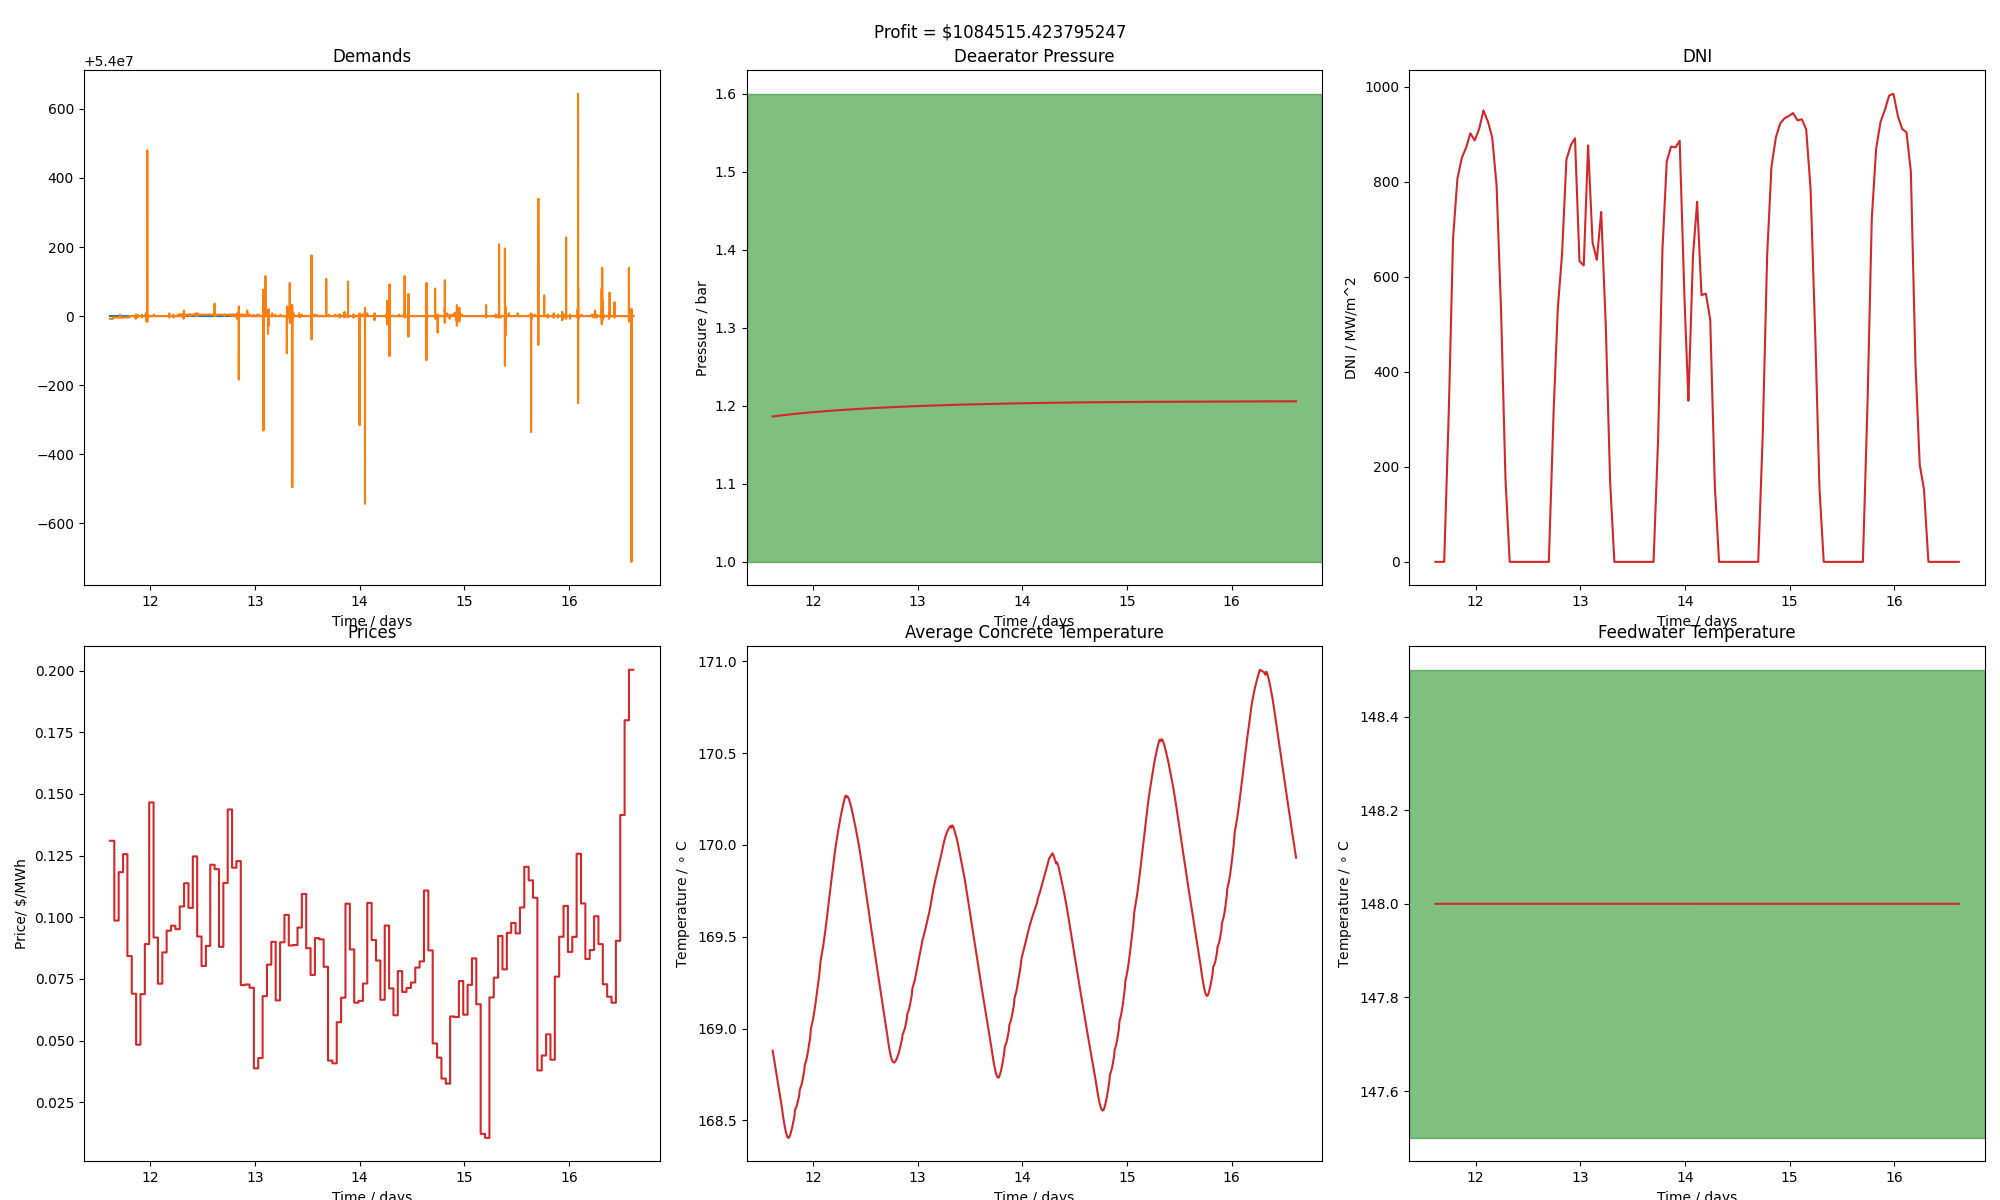 Profit = $1084515.423795247
Demands
+5.4e7
600
400
200
0
−200
−400
−600
12 13 14 15 16
Time / days
Deaerator Pressure
Pressure / bar
1.6
1.5
1.4
1.3
1.2
1.1
1.0
12 13 14 15 16
Time / days
DNI
DNI / MW/m^2
1000
800
600
400
200
0
12 13 14 15 16
Time / days
Prices
Price/ $/MWh
0.200
0.175
0.150
0.125
0.100
0.075
0.050
0.025
12 13 14 15 16
Time / days
Average Concrete Temperature
Temperature / ∘ C
171.0
170.5
170.0
169.5
169.0
168.5
12 13 14 15 16
Time / days
Feedwater Temperature
Temperature / ∘ C
148.4
148.2
148.0
147.8
147.6
12 13 14 15 16
Time / days